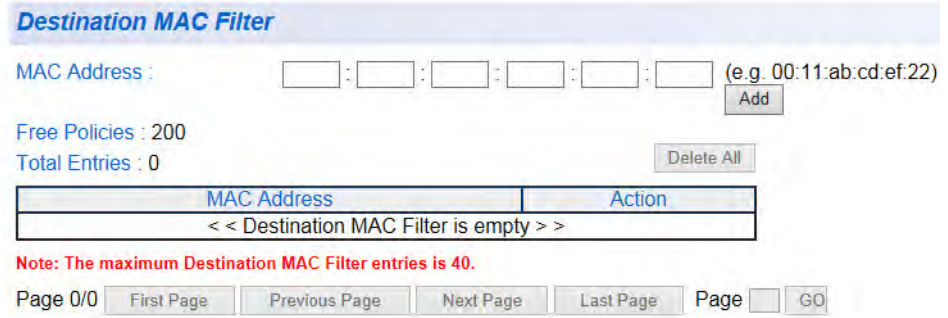 Destination MAC Filter
MAC Address : : : : : : (e.g. 00:11:ab:cd:ef:22)
Add
Free Policies : 200
Total Entries : 0 Delete All
MAC Address Action
< < Destination MAC Filter is empty > >
Note: The maximum Destination MAC Filter entries is 40.
Page 0/0 First Page Previous Page Next Page Last Page Page GO